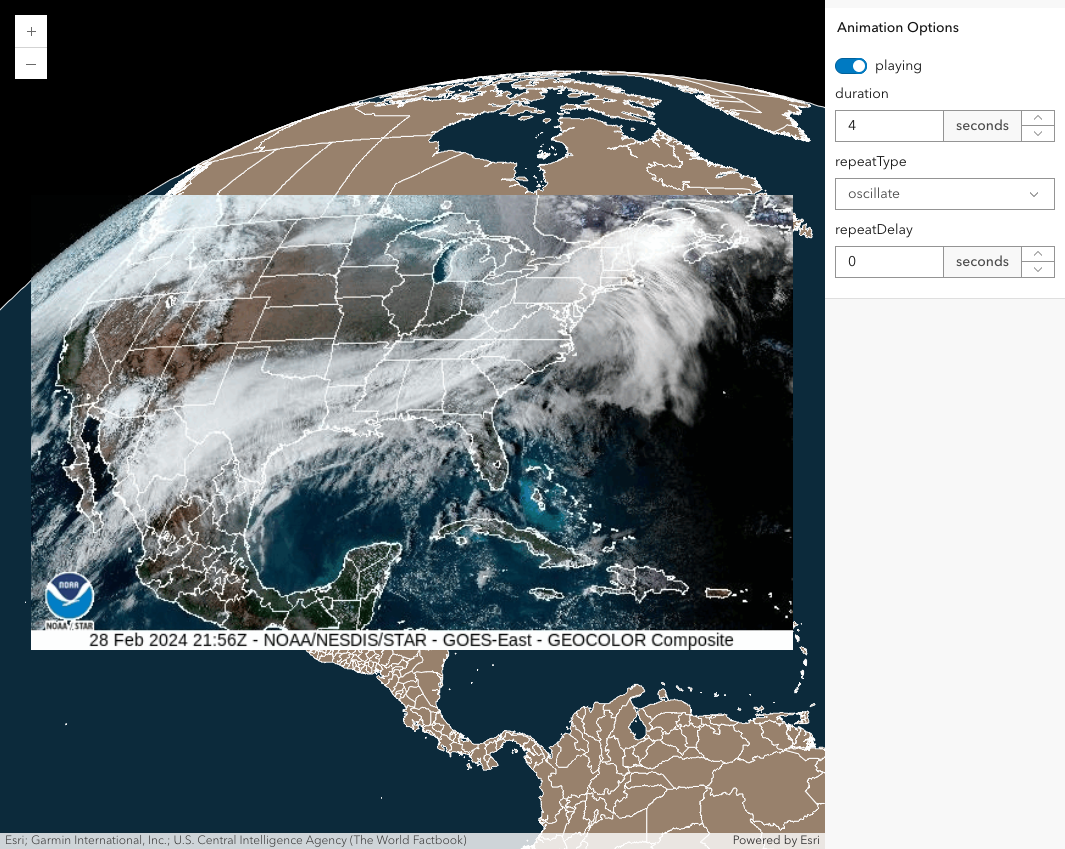 +
−
Animation Options
playing
duration
4 seconds
repeatType
oscillate
repeatDelay
0 seconds
NOAA
NOAA / STAR
28 Feb 2024 21:56Z - NOAA/NESDIS/STAR - GOES-East - GEOCOLOR Composite
Esri; Garmin International, Inc.; U.S. Central Intelligence Agency (The World Factbook) Powered by Esri